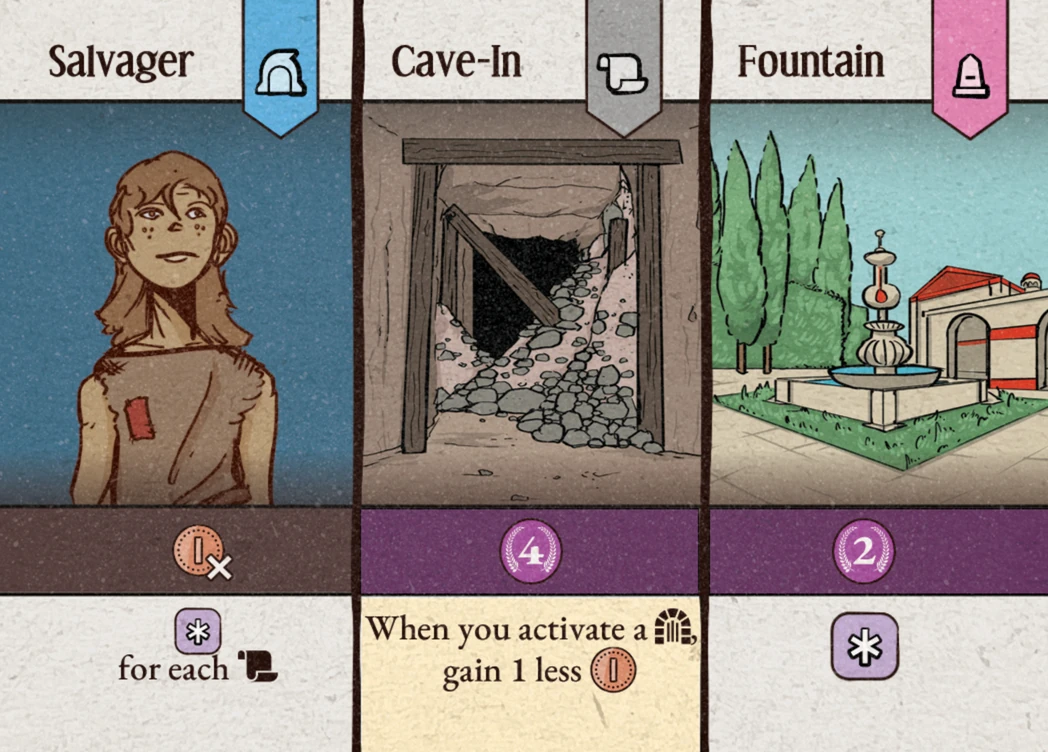 Salvager
Cave-In
Fountain
I
4
2
for each
When you activate a ,
gain 1 less I